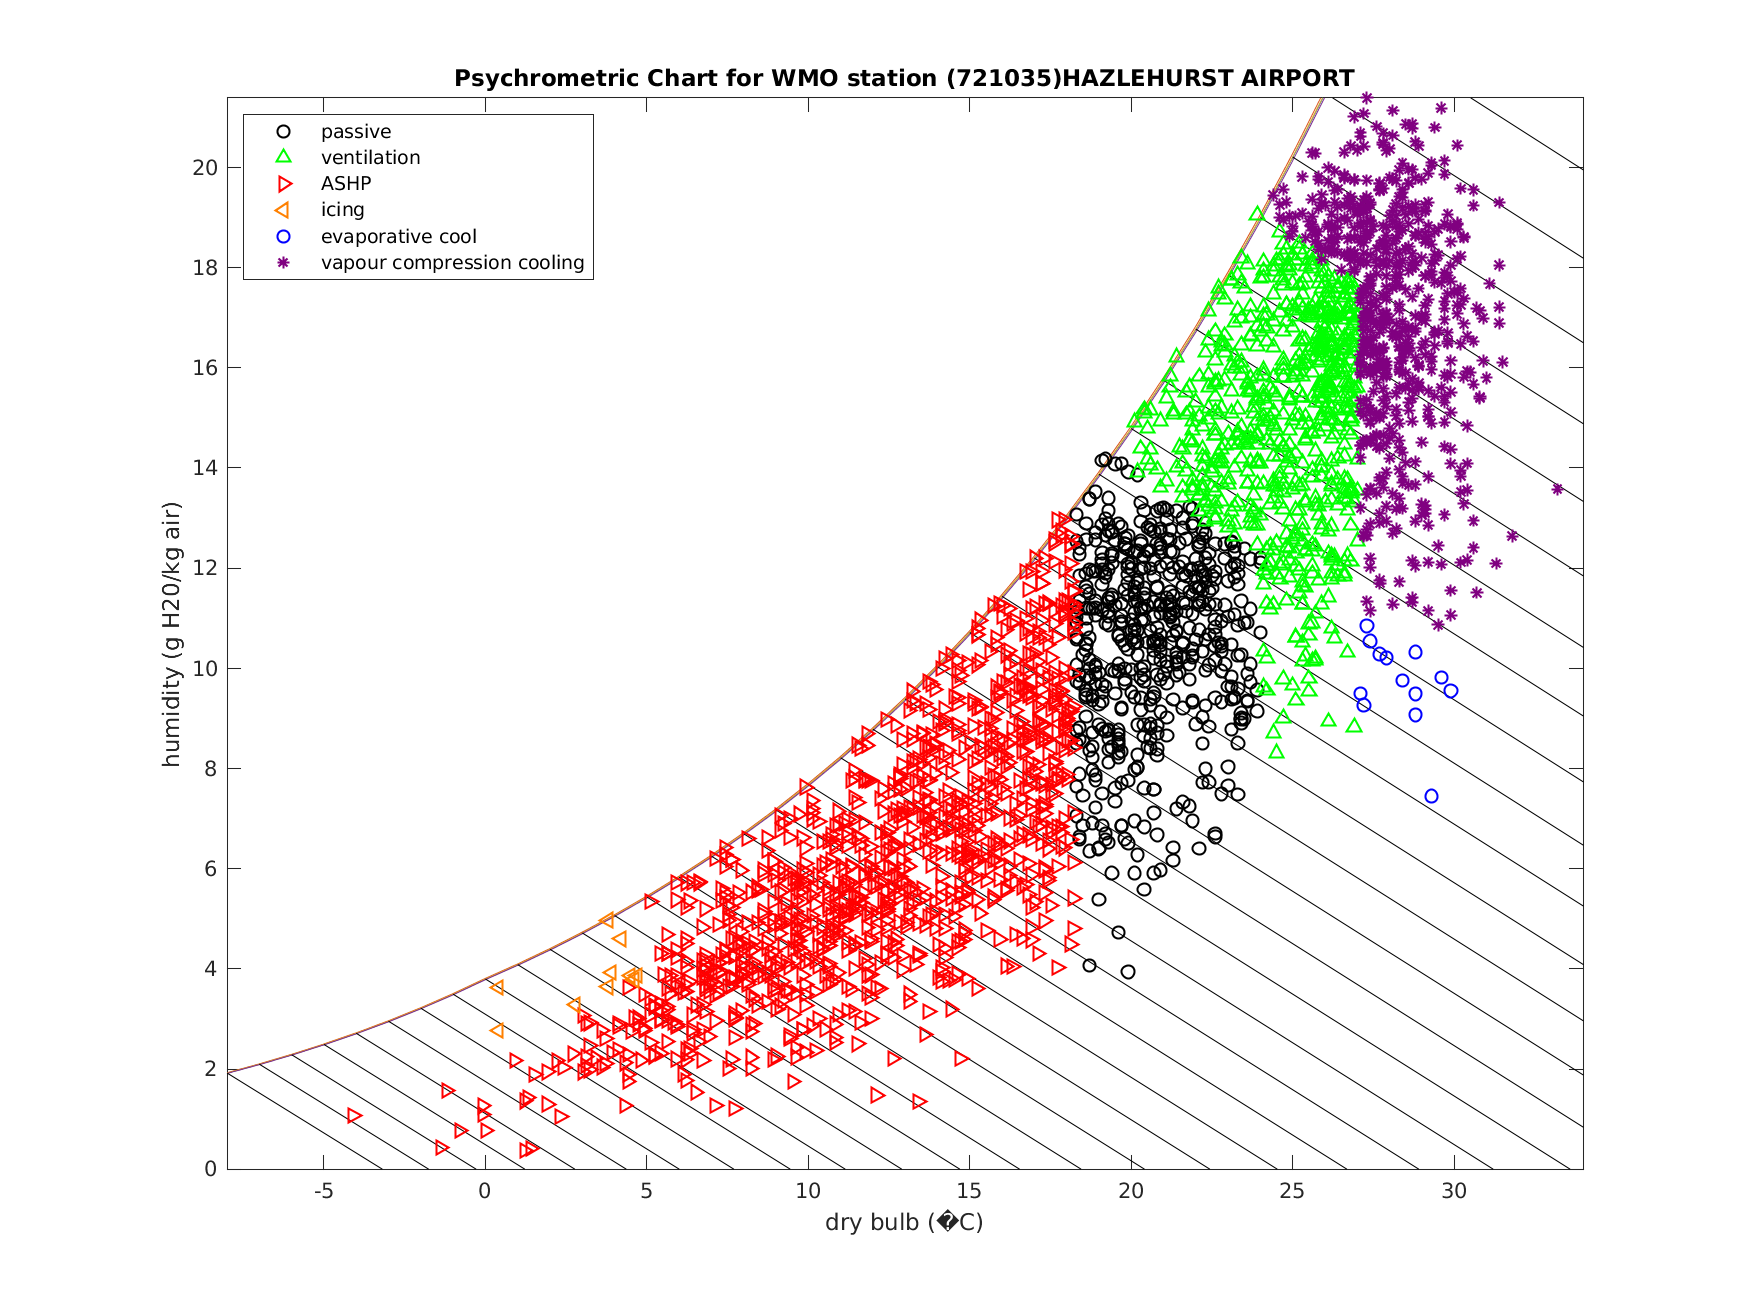 Psychrometric Chart for WMO station (721035)HAZLEHURST AIRPORT
passive
ventilation
ASHP
icing
evaporative cool
vapour compression cooling
humidity (g H20/kg air)
20
18
16
14
12
10
8
6
4
2
0
-5 0 5 10 15 20 25 30
dry bulb (�C)